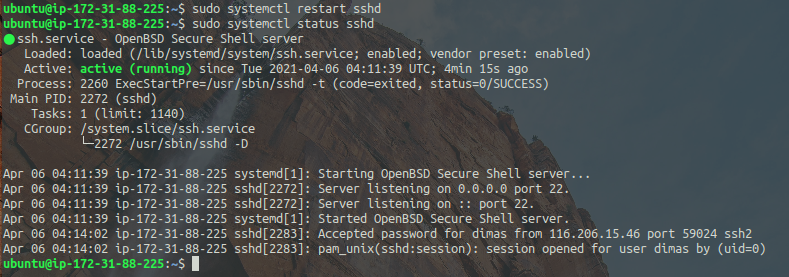 ubuntu@ip-172-31-88-225:~$ sudo systemctl restart sshd
ubuntu@ip-172-31-88-225:~$ sudo systemctl status sshd
● ssh.service - OpenBSD Secure Shell server
   Loaded: loaded (/lib/systemd/system/ssh.service; enabled; vendor preset: enabled)
   Active: active (running) since Tue 2021-04-06 04:11:39 UTC; 4min 15s ago
  Process: 2260 ExecStartPre=/usr/sbin/sshd -t (code=exited, status=0/SUCCESS)
 Main PID: 2272 (sshd)
    Tasks: 1 (limit: 1140)
   CGroup: /system.slice/ssh.service
           └─2272 /usr/sbin/sshd -D
Apr 06 04:11:39 ip-172-31-88-225 systemd[1]: Starting OpenBSD Secure Shell server...
Apr 06 04:11:39 ip-172-31-88-225 sshd[2272]: Server listening on 0.0.0.0 port 22.
Apr 06 04:11:39 ip-172-31-88-225 sshd[2272]: Server listening on :: port 22.
Apr 06 04:11:39 ip-172-31-88-225 systemd[1]: Started OpenBSD Secure Shell server.
Apr 06 04:14:02 ip-172-31-88-225 sshd[2283]: Accepted password for dimas from 116.206.15.46 port 59024 ssh2
Apr 06 04:14:02 ip-172-31-88-225 sshd[2283]: pam_unix(sshd:session): session opened for user dimas by (uid=0)
ubuntu@ip-172-31-88-225:~$